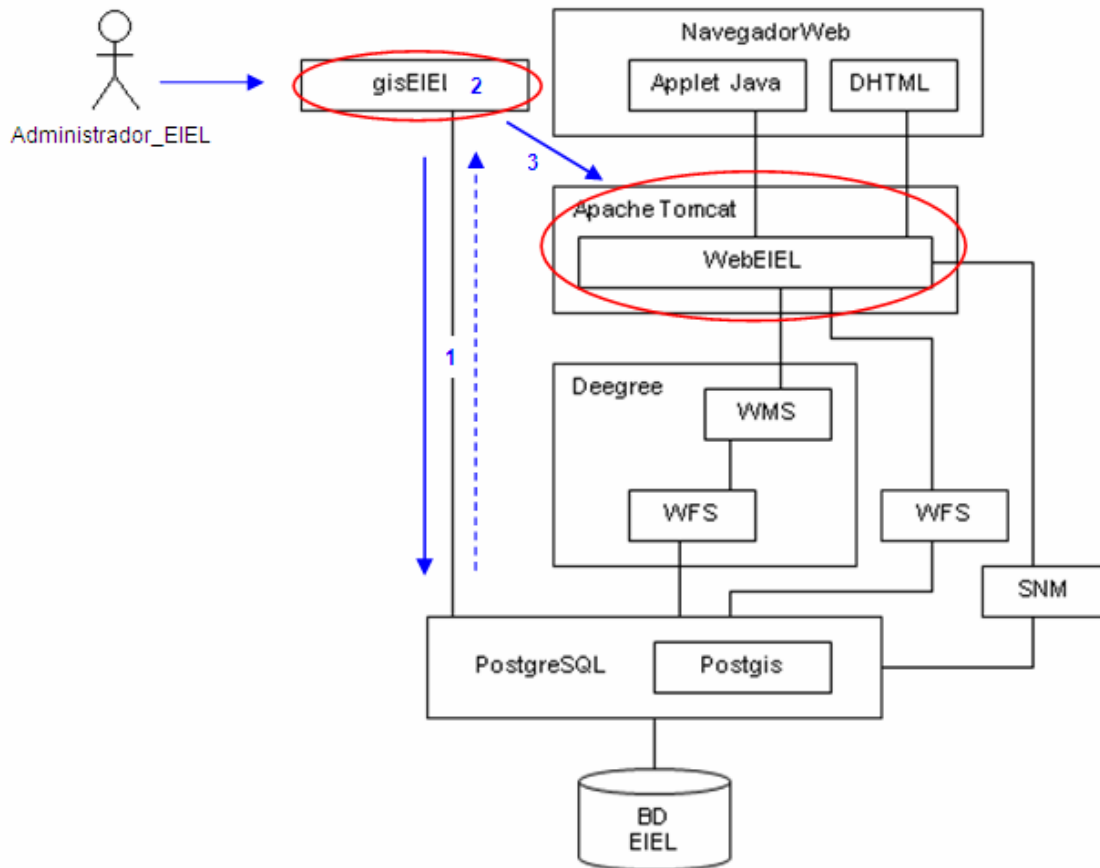 NavegadorWeb
gisEIEL 2
Applet Java
DHTML
Administrador_EIEL
3
Apache Tomcat
WebEIEL
1
Deegree
WMS
WFS
WFS
SNM
PostgreSQL
Postgis
BD
EIEL